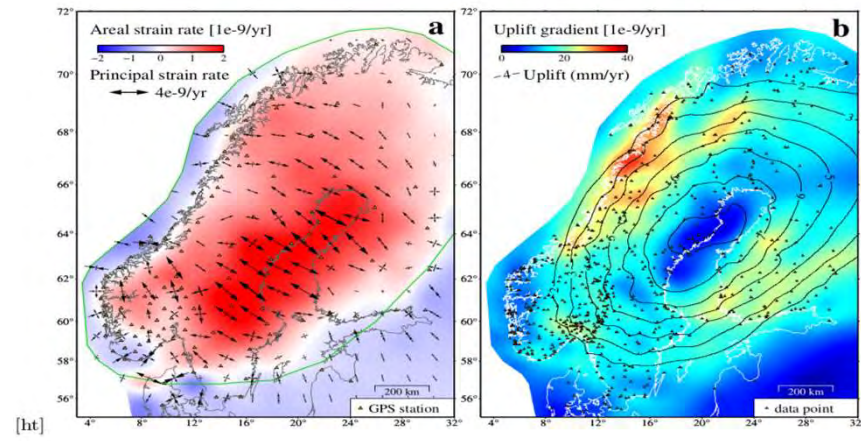 a
Areal strain rate [1e-9/yr]
−2 −1 0 1 2
Principal strain rate
4e-9/yr
72°
70°
68°
66°
64°
62°
60°
58°
56°
200 km
GPS station
4° 8° 12° 16° 20° 24° 28° 32°
b
Uplift gradient [1e-9/yr]
0 20 40
−4− Uplift (mm/yr)
72°
70°
68°
66°
64°
62°
60°
58°
56°
200 km
data point
4° 8° 12° 16° 20° 24° 28° 32°
[ht]